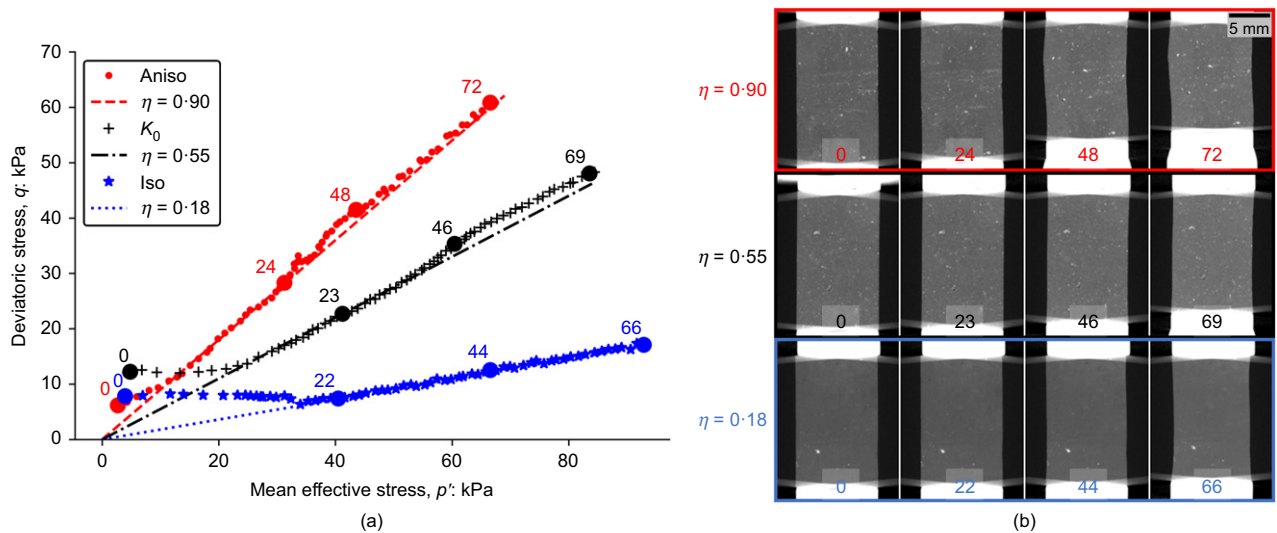 70
60
50
40
30
20
10
0
Deviatoric stress, q: kPa
Aniso
η = 0·90
K0
η = 0·55
Iso
η = 0·18
72
48
24
0
69
46
23
0
66
44
22
0
0 20 40 60 80
Mean effective stress, p′: kPa
(a)
5 mm
η = 0·90
0 24 48 72
η = 0·55
0 23 46 69
η = 0·18
0 22 44 66
(b)